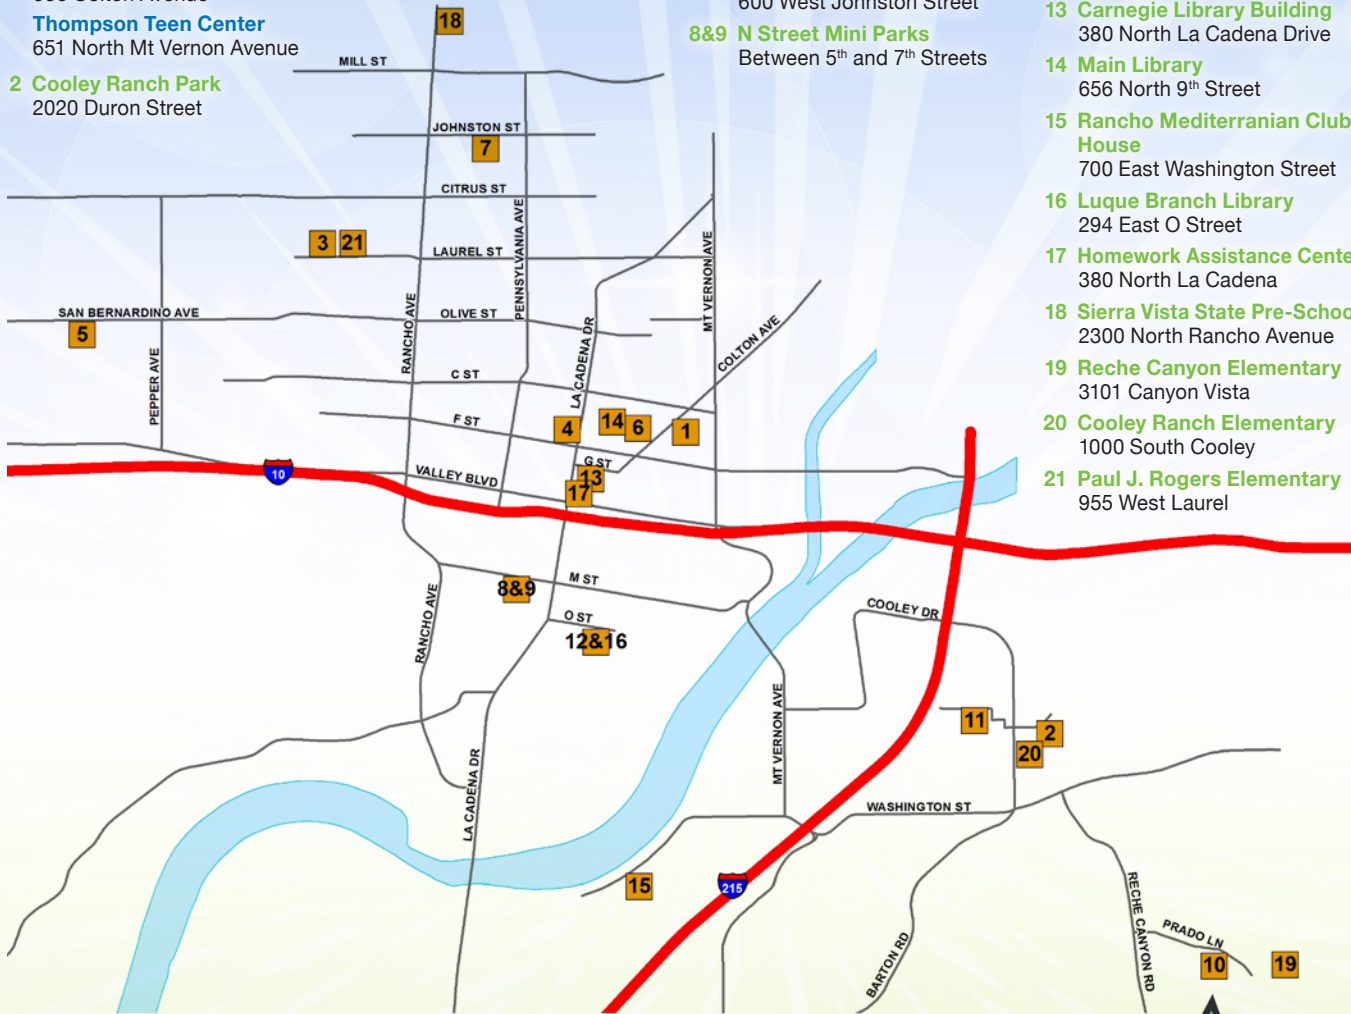 Thompson Teen Center
651 North Mt Vernon Avenue
2 Cooley Ranch Park
2020 Duron Street
600 West Johnston Street
8&9 N Street Mini Parks
Between 5th and 7th Streets
13 Carnegie Library Building
380 North La Cadena Drive
14 Main Library
656 North 9th Street
15 Rancho Mediterranian Club
House
700 East Washington Street
16 Luque Branch Library
294 East O Street
17 Homework Assistance Cente
380 North La Cadena
18 Sierra Vista State Pre-Schoo
2300 North Rancho Avenue
19 Reche Canyon Elementary
3101 Canyon Vista
20 Cooley Ranch Elementary
1000 South Cooley
21 Paul J. Rogers Elementary
955 West Laurel
18
MILL ST
JOHNSTON ST
7
CITRUS ST
3
21
LAUREL ST
PENNSYLVANIA AVE
MT VERNON AVE
SAN BERNARDINO AVE
5
OLIVE ST
RANCHO AVE
PEPPER AVE
LA CADENA DR
COLTON AVE
C ST
F ST
4
14
6
1
G ST
13
17
10
VALLEY BLVD
8&9
M ST
RANCHO AVE
O ST
12&16
COOLEY DR
MT VERNON AVE
11
2
20
LA CADENA DR
WASHINGTON ST
15
215
BARTON RD
RECHE CANYON RD
PRADO LN
10
19